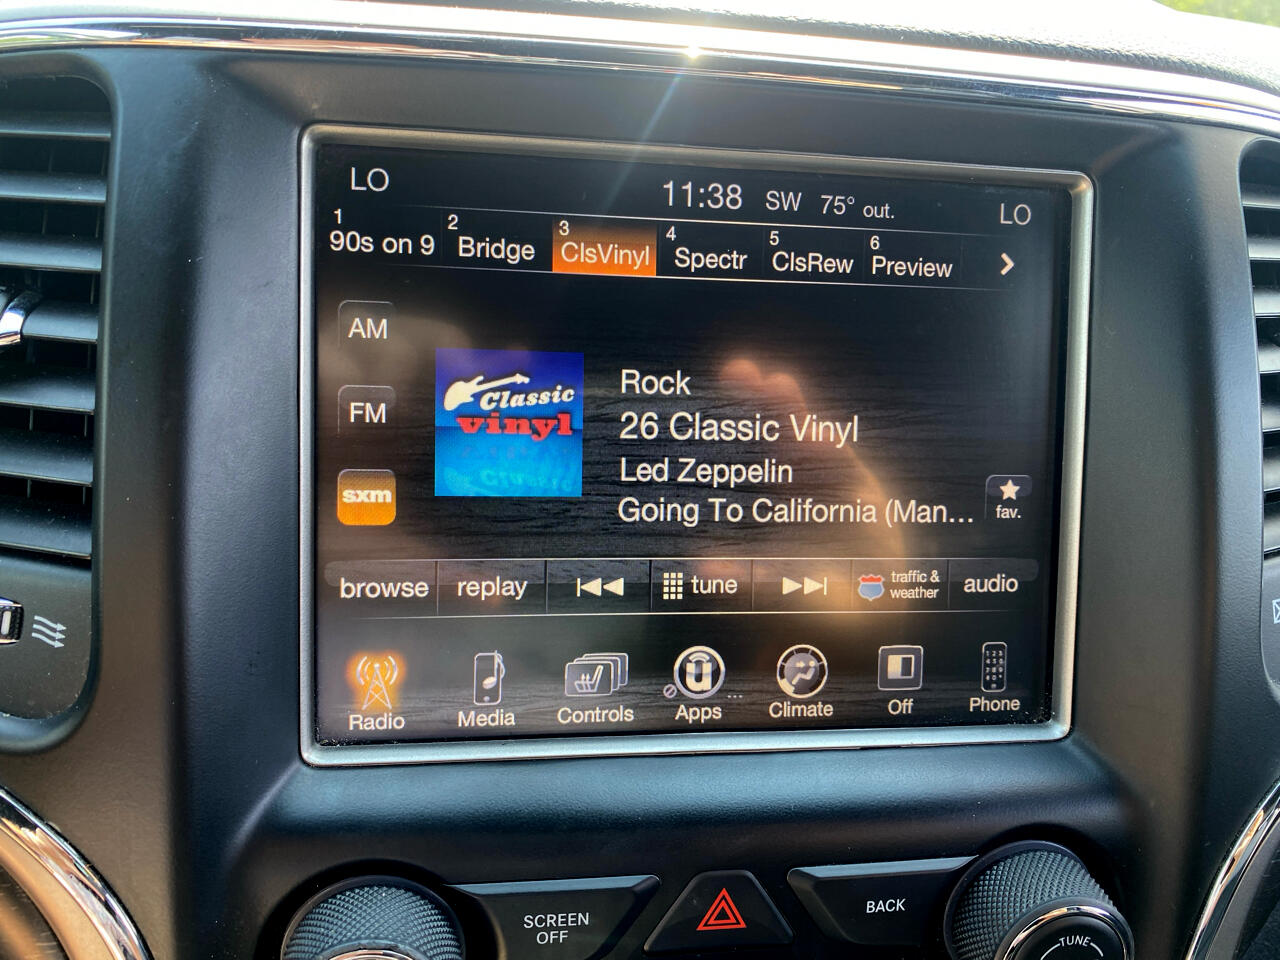 LO 11:38 SW 75° out. LO
1 2 3 4 5 6
90s on 9 Bridge ClsVinyl Spectr ClsRew Preview
AM
FM
sxm
Classic
vinyl
Rock
26 Classic Vinyl
Led Zeppelin
Going To California (Man...
fav.
browse replay tune traffic & weather audio
Radio Media Controls Apps Climate Off Phone
SCREEN
OFF
BACK
TUNE